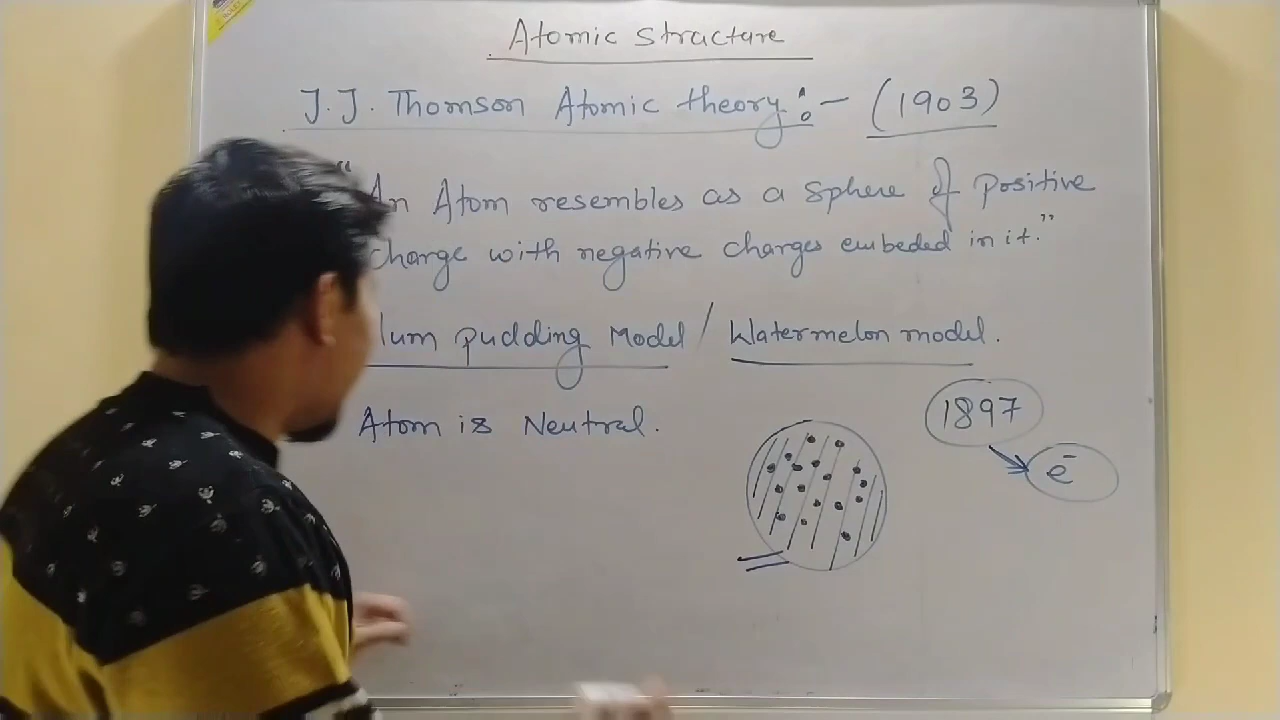 Atomic structure
J.J. Thomson Atomic theory:- (1903)
"An Atom resembles as a sphere of positive
charge with negative charges embeded in it."
lum pudding Model / Watermelon model.
Atom is Neutral.
1897
e-